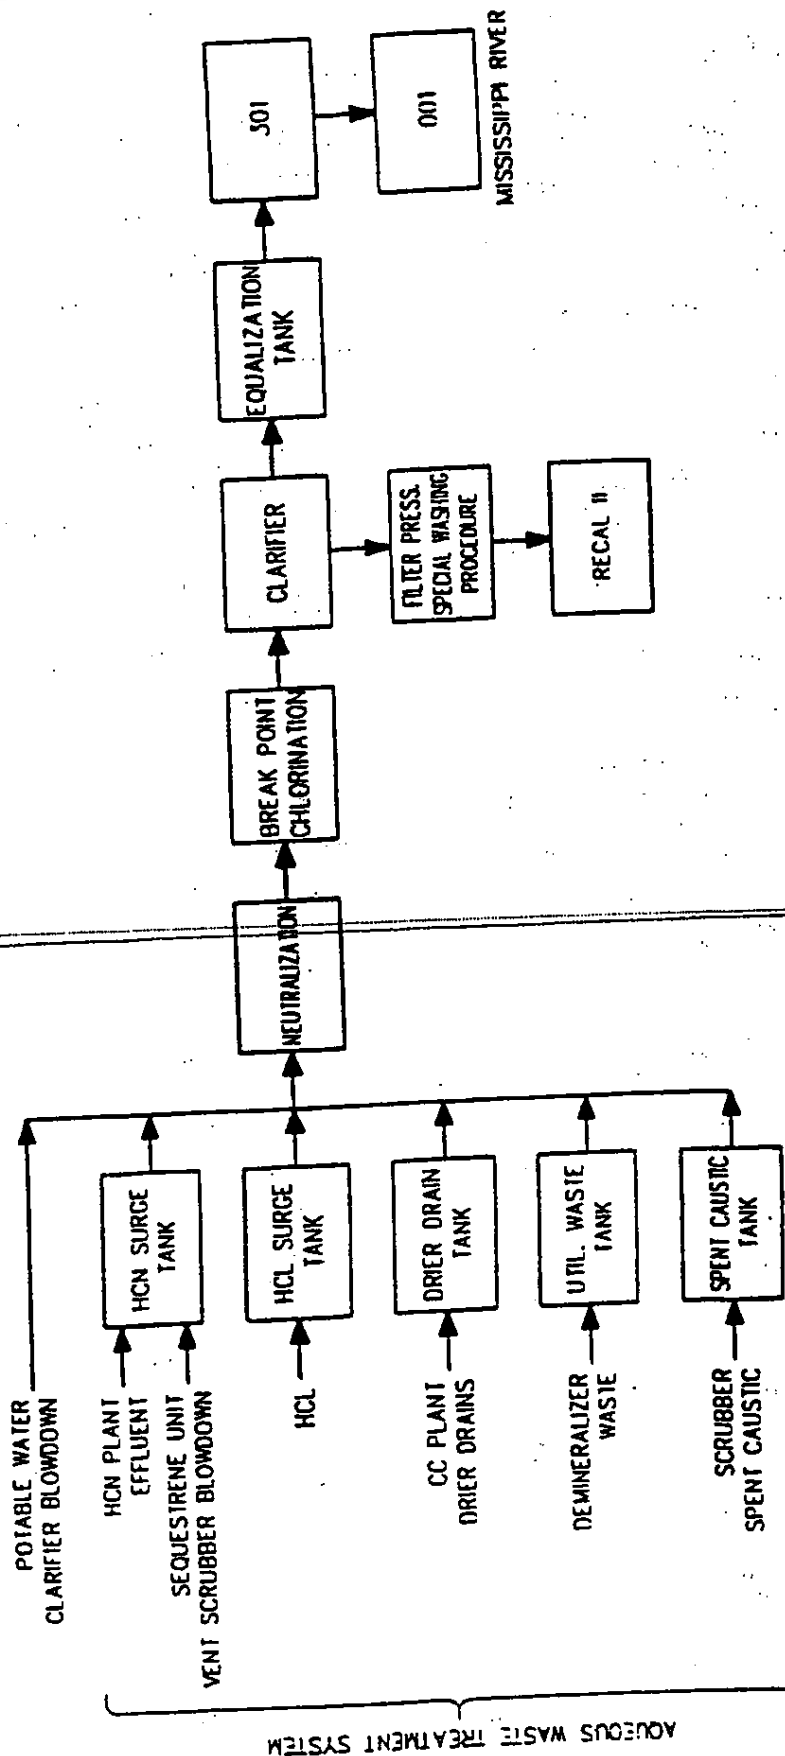 POTABLE WATER
CLARIFIER BLOWDOWN
HCN PLANT
EFFLUENT
SEQUESTRENE UNIT
VENT SCRUBBER BLOWDOWN
HCN SURGE
TANK
HCL
HCL SURGE
TANK
CC PLANT
DRIER DRAINS
DRIER DRAIN
TANK
DEMINERALIZER
WASTE
UTIL. WASTE
TANK
SCRUBBER
SPENT CAUSTIC
SPENT CAUSTIC
TANK
AQUEOUS WASTE TREATMENT SYSTEM
NEUTRALIZATION
BREAK POINT
CHLORINATION
CLARIFIER
FILTER PRESS.
SPECIAL WASHING
PROCEDURE
RECAL II
EQUALIZATION
TANK
001
MISSISSIPPI RIVER